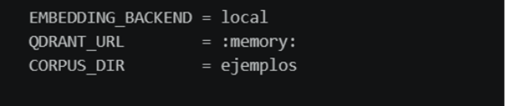 EMBEDDING_BACKEND = local
QDRANT_URL        = :memory:
CORPUS_DIR        = ejemplos